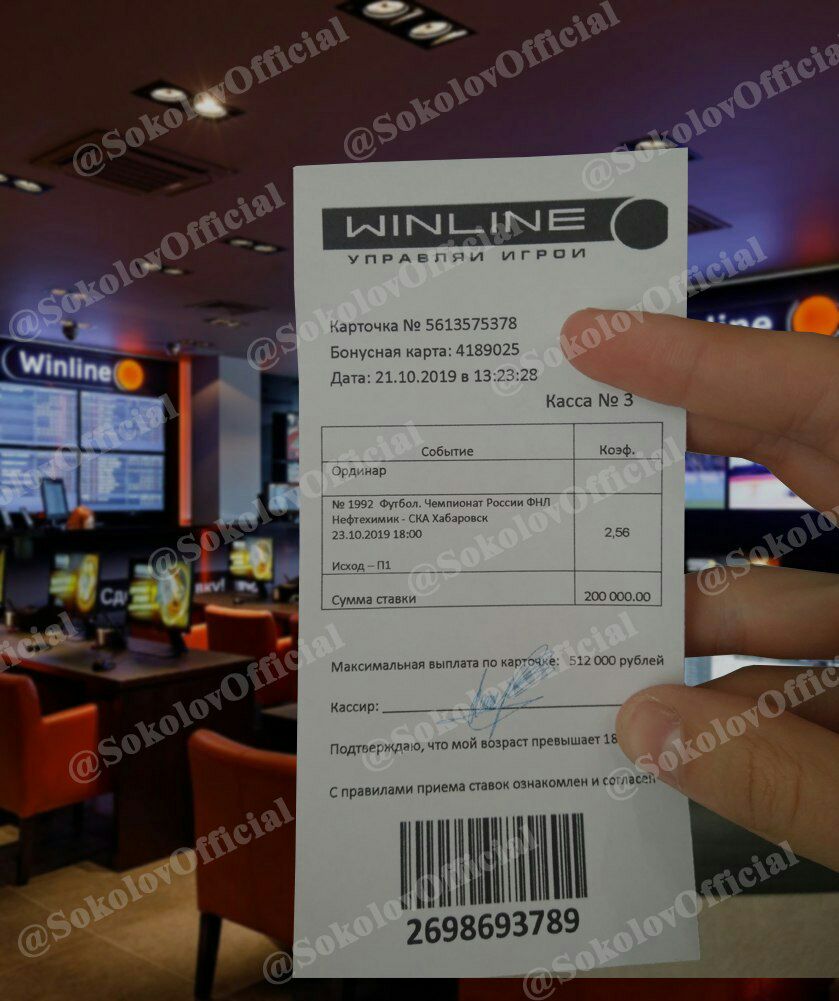 @SokolovOfficial
WINLINE
УПРАВЛЯЙ ИГРОЙ
Карточка № 5613575378
Бонусная карта: 4189025
Дата: 21.10.2019 в 13:23:28
Касса № 3
Событие Коэф.
Ординар
№ 1992 Футбол. Чемпионат России ФНЛ
Нефтехимик - СКА Хабаровск
23.10.2019 18:00
2,56
Исход – П1
Сумма ставки 200 000.00
Максимальная выплата по карточке: 512 000 рублей
Кассир:
Подтверждаю, что мой возраст превышает 18
С правилами приема ставок ознакомлен и согласен
2698693789
Winline